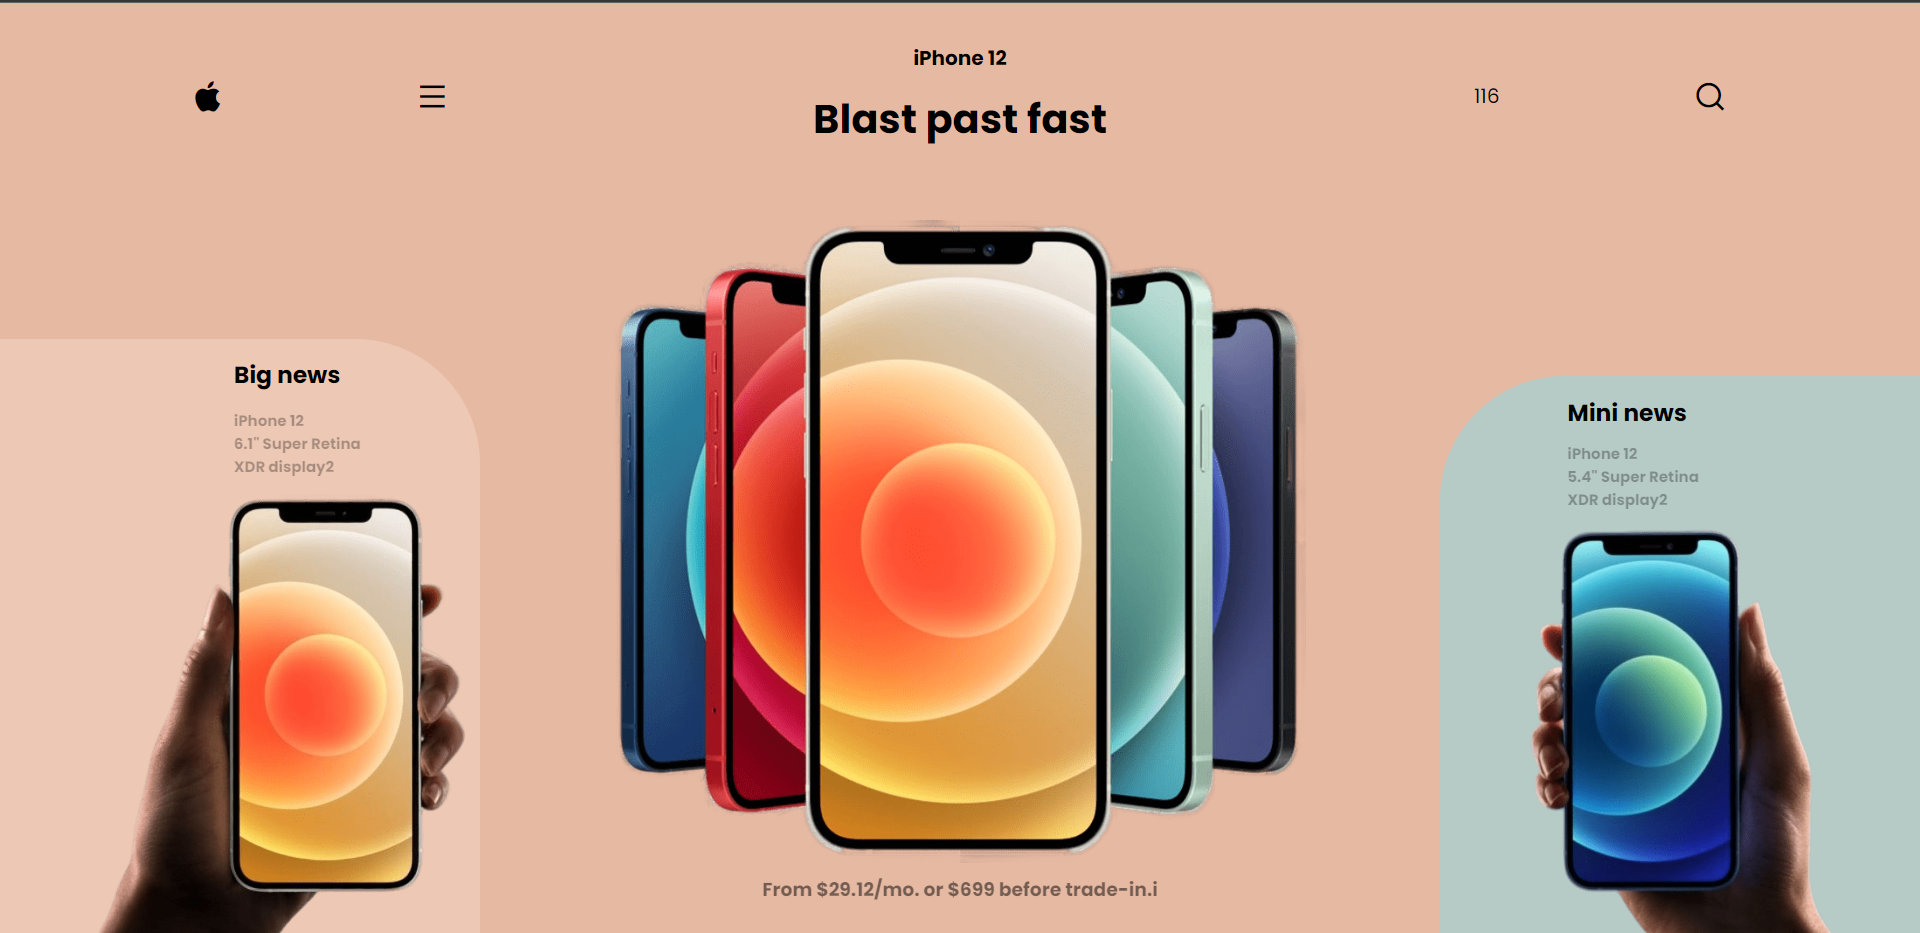 iPhone 12
Blast past fast
116
Big news
iPhone 12
6.1" Super Retina
XDR display2
Mini news
iPhone 12
5.4" Super Retina
XDR display2
From $29.12/mo. or $699 before trade-in.i